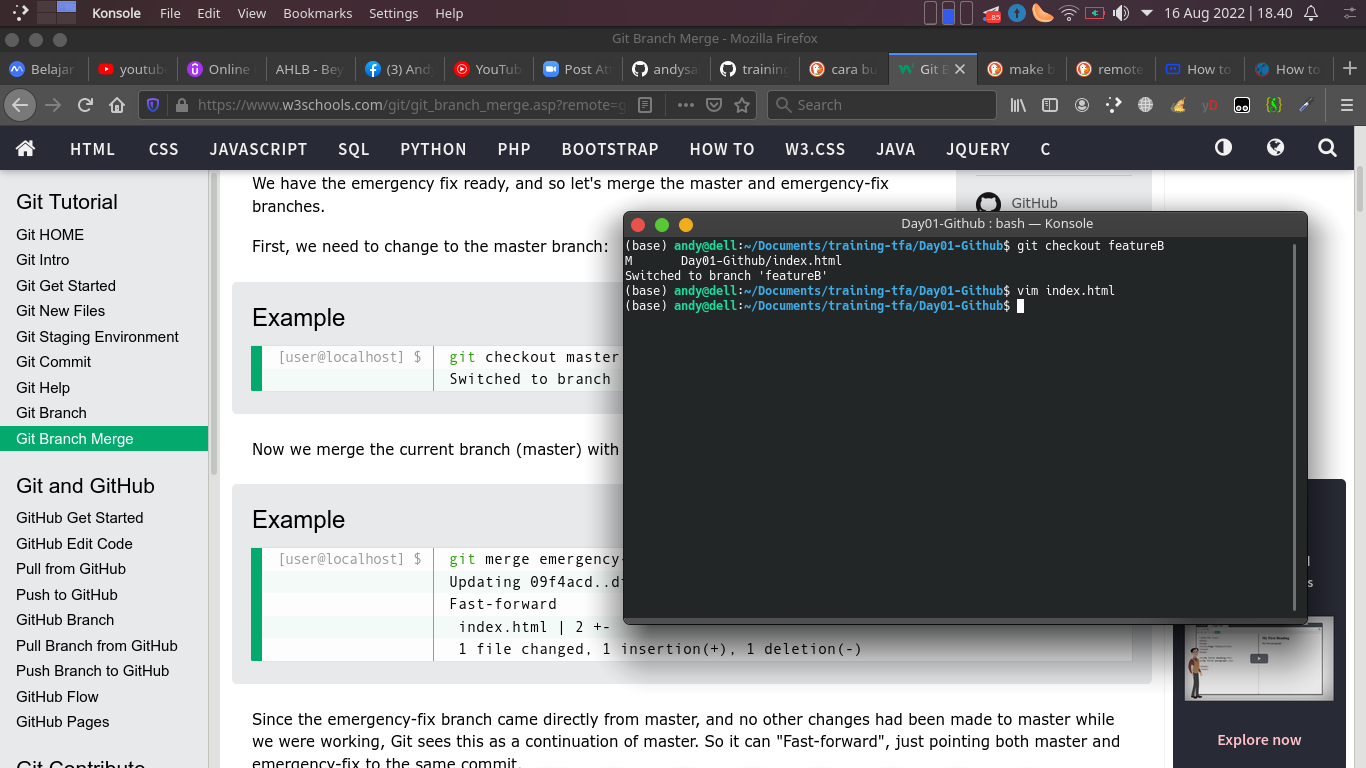 Konsole File Edit View Bookmarks Settings Help
.85
16 Aug 2022 | 18.40
Git Branch Merge - Mozilla Firefox
Belajar youtub Online AHLB - Bey (3) And YouTub Post At andysa training cara bu Git B make b remote How to How to
https://www.w3schools.com/git/git_branch_merge.asp?remote=g
Search
yD
HTML CSS JAVASCRIPT SQL PYTHON PHP BOOTSTRAP HOW TO W3.CSS JAVA JQUERY C
Git Tutorial
Git HOME
Git Intro
Git Get Started
Git New Files
Git Staging Environment
Git Commit
Git Help
Git Branch
Git Branch Merge
Git and GitHub
GitHub Get Started
GitHub Edit Code
Pull from GitHub
Push to GitHub
GitHub Branch
Pull Branch from GitHub
Push Branch to GitHub
GitHub Flow
GitHub Pages
Git Contribute
We have the emergency fix ready, and so let's merge the master and emergency-fix
branches.
First, we need to change to the master branch:
Example
[user@localhost] $ git checkout master
Switched to branch
Now we merge the current branch (master) with
Example
[user@localhost] $ git merge emergency-
Updating 09f4acd..d
Fast-forward
index.html | 2 +-
1 file changed, 1 insertion(+), 1 deletion(-)
Since the emergency-fix branch came directly from master, and no other changes had been made to master while
we were working, Git sees this as a continuation of master. So it can "Fast-forward", just pointing both master and
emergency-fix to the same commit.
GitHub
Day01-Github : bash — Konsole
(base) andy@dell:~/Documents/training-tfa/Day01-Github$ git checkout featureB
M Day01-Github/index.html
Switched to branch 'featureB'
(base) andy@dell:~/Documents/training-tfa/Day01-Github$ vim index.html
(base) andy@dell:~/Documents/training-tfa/Day01-Github$
Explore now